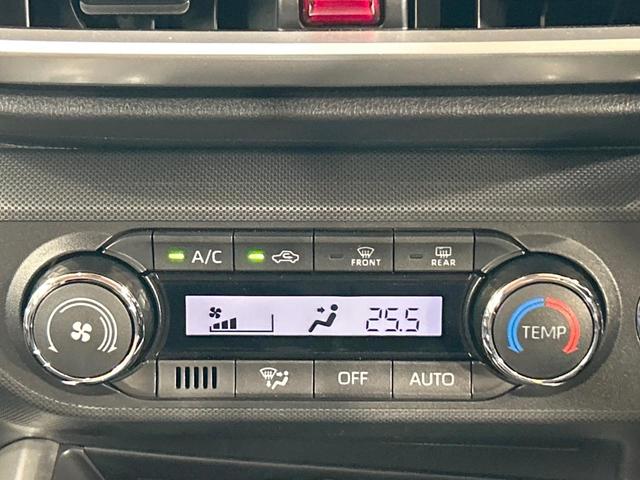 A/C
FRONT
REAR
25.5
TEMP
OFF
AUTO